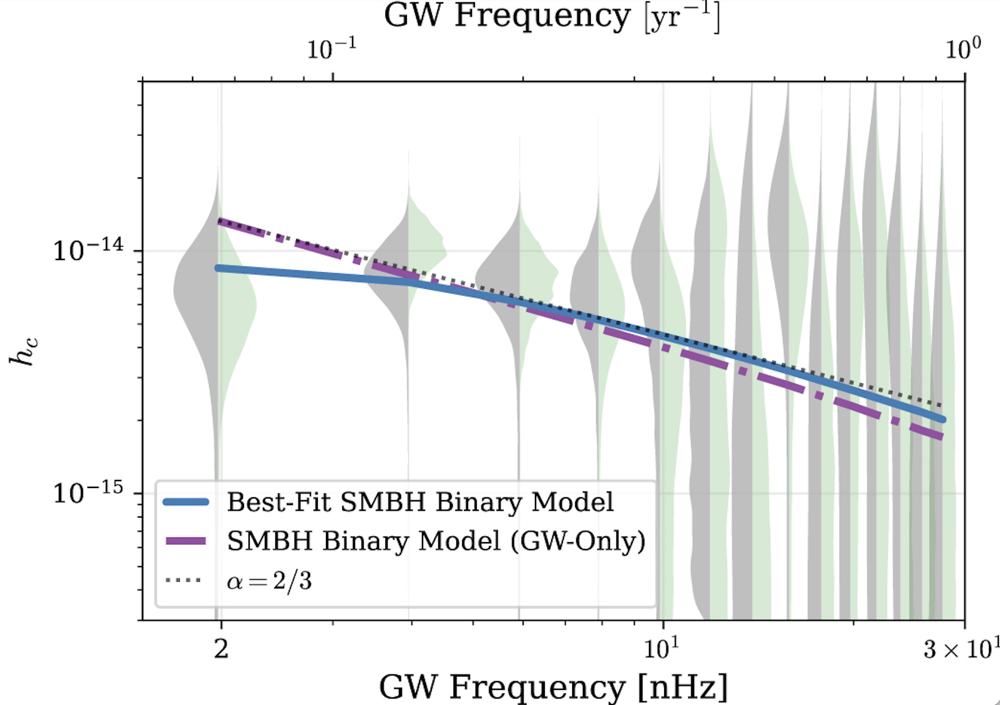 GW Frequency [yr⁻¹]
10⁻¹ 10⁰
10⁻¹⁴
h_c
10⁻¹⁵
Best-Fit SMBH Binary Model
SMBH Binary Model (GW-Only)
α = 2/3
2 10¹ 3 × 10¹
GW Frequency [nHz]